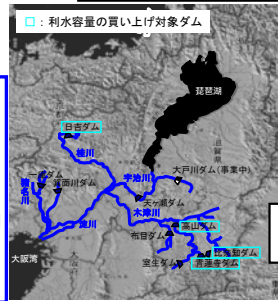 □：利水容量の買い上げ対象ダム
琵琶湖
日吉ダム
滋賀県
桂川
宇治川
大戸川ダム(事業中)
一庫ダム
箕面川ダム
猪名川
天ヶ瀬ダム
木津川
淀川
布目ダム
高山ダム
比奈知ダム
大阪湾
室生ダム
青蓮寺ダム